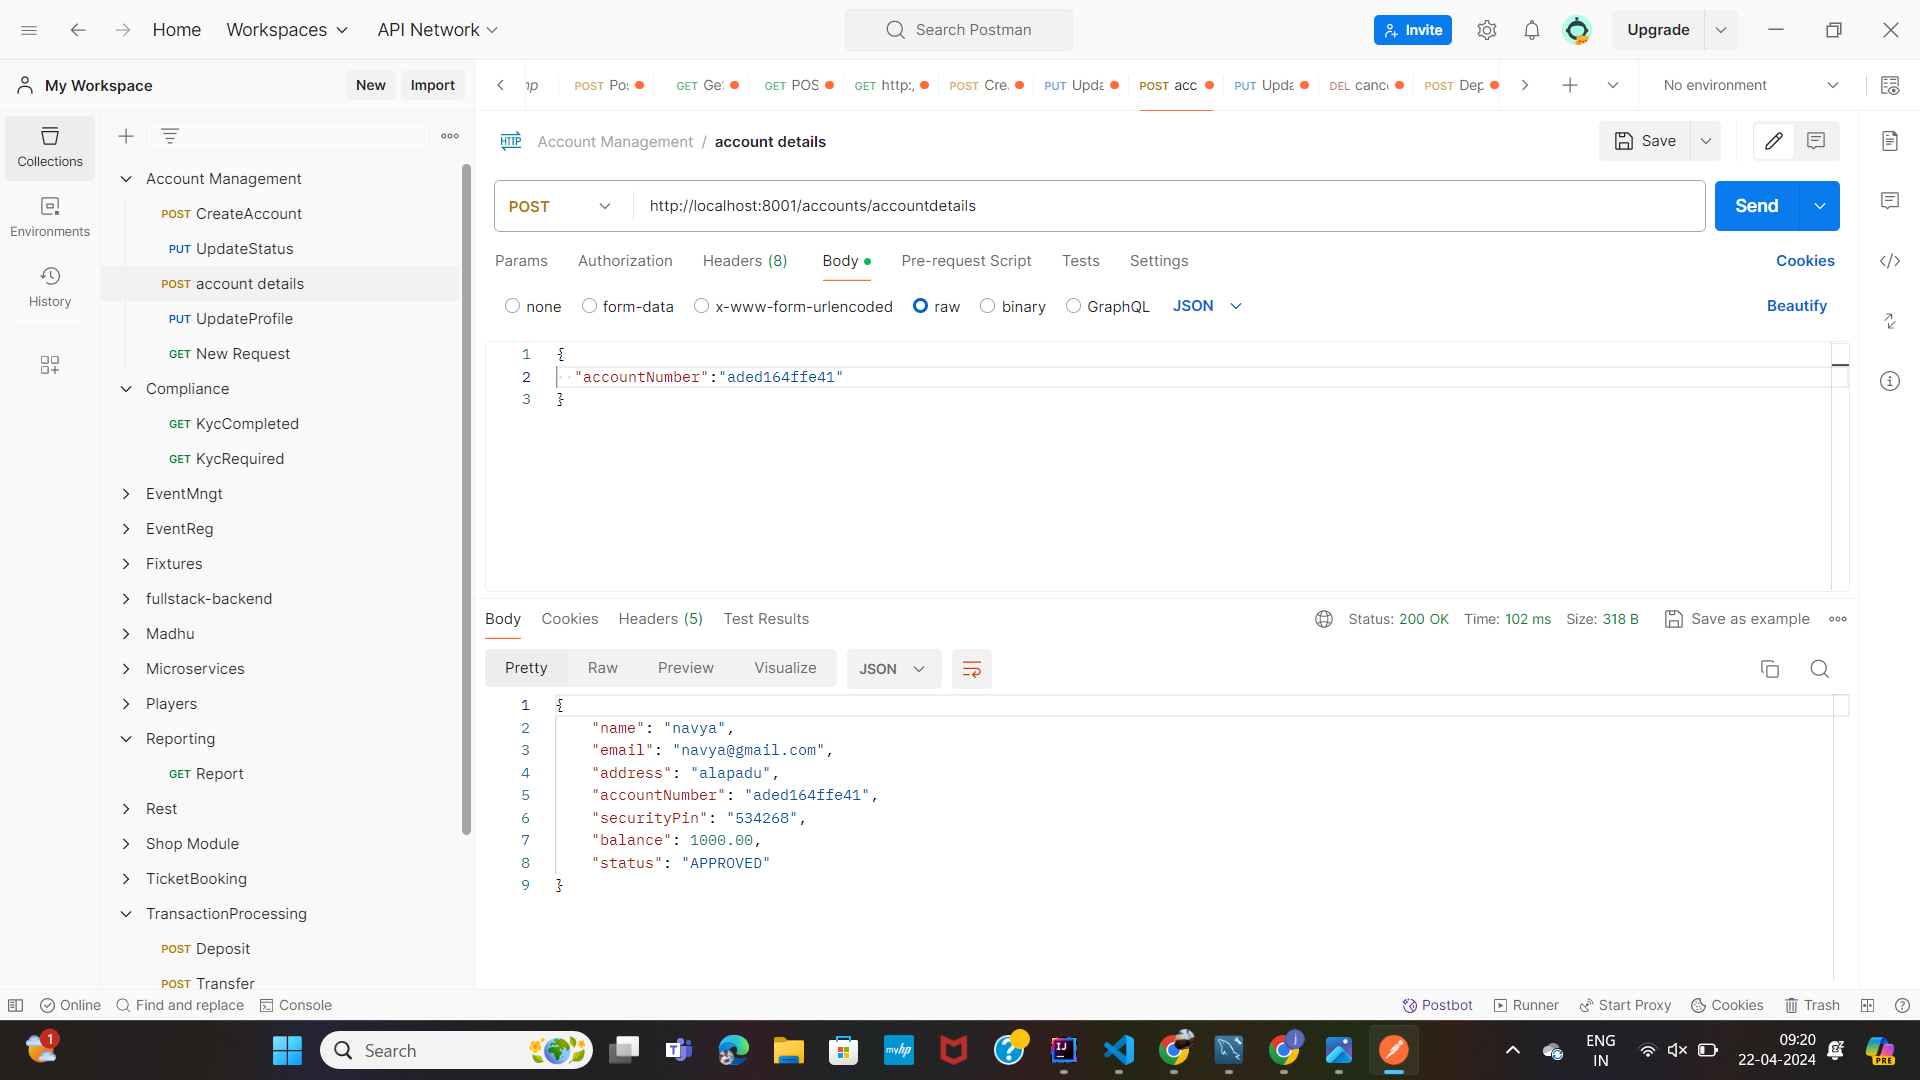 Home Workspaces API Network Search Postman Invite Upgrade
My Workspace New Import
POST Po: GET Ge POS GET http:, POST Cre. PUT Upda POST acc PUT Upda DEL canc POST Dep No environment
Collections
Environments
History
Account Management
POST CreateAccount
PUT UpdateStatus
POST account details
PUT UpdateProfile
GET New Request
Compliance
GET KycCompleted
GET KycRequired
EventMngt
EventReg
Fixtures
fullstack-backend
Madhu
Microservices
Players
Reporting
GET Report
Rest
Shop Module
TicketBooking
TransactionProcessing
POST Deposit
POST Transfer
HTTP Account Management / account details Save
POST http://localhost:8001/accounts/accountdetails Send
Params Authorization Headers (8) Body Pre-request Script Tests Settings Cookies
none form-data x-www-form-urlencoded raw binary GraphQL JSON Beautify
1 {
2 "accountNumber":"aded164ffe41"
3 }
Body Cookies Headers (5) Test Results Status: 200 OK Time: 102 ms Size: 318 B Save as example
Pretty Raw Preview Visualize JSON
1 {
2 "name": "navya",
3 "email": "navya@gmail.com",
4 "address": "alapadu",
5 "accountNumber": "aded164ffe41",
6 "securityPin": "534268",
7 "balance": 1000.00,
8 "status": "APPROVED"
9 }
Online Find and replace Console Postbot Runner Start Proxy Cookies Trash
1 Search myhp ENG IN 09:20 22-04-2024 PRE